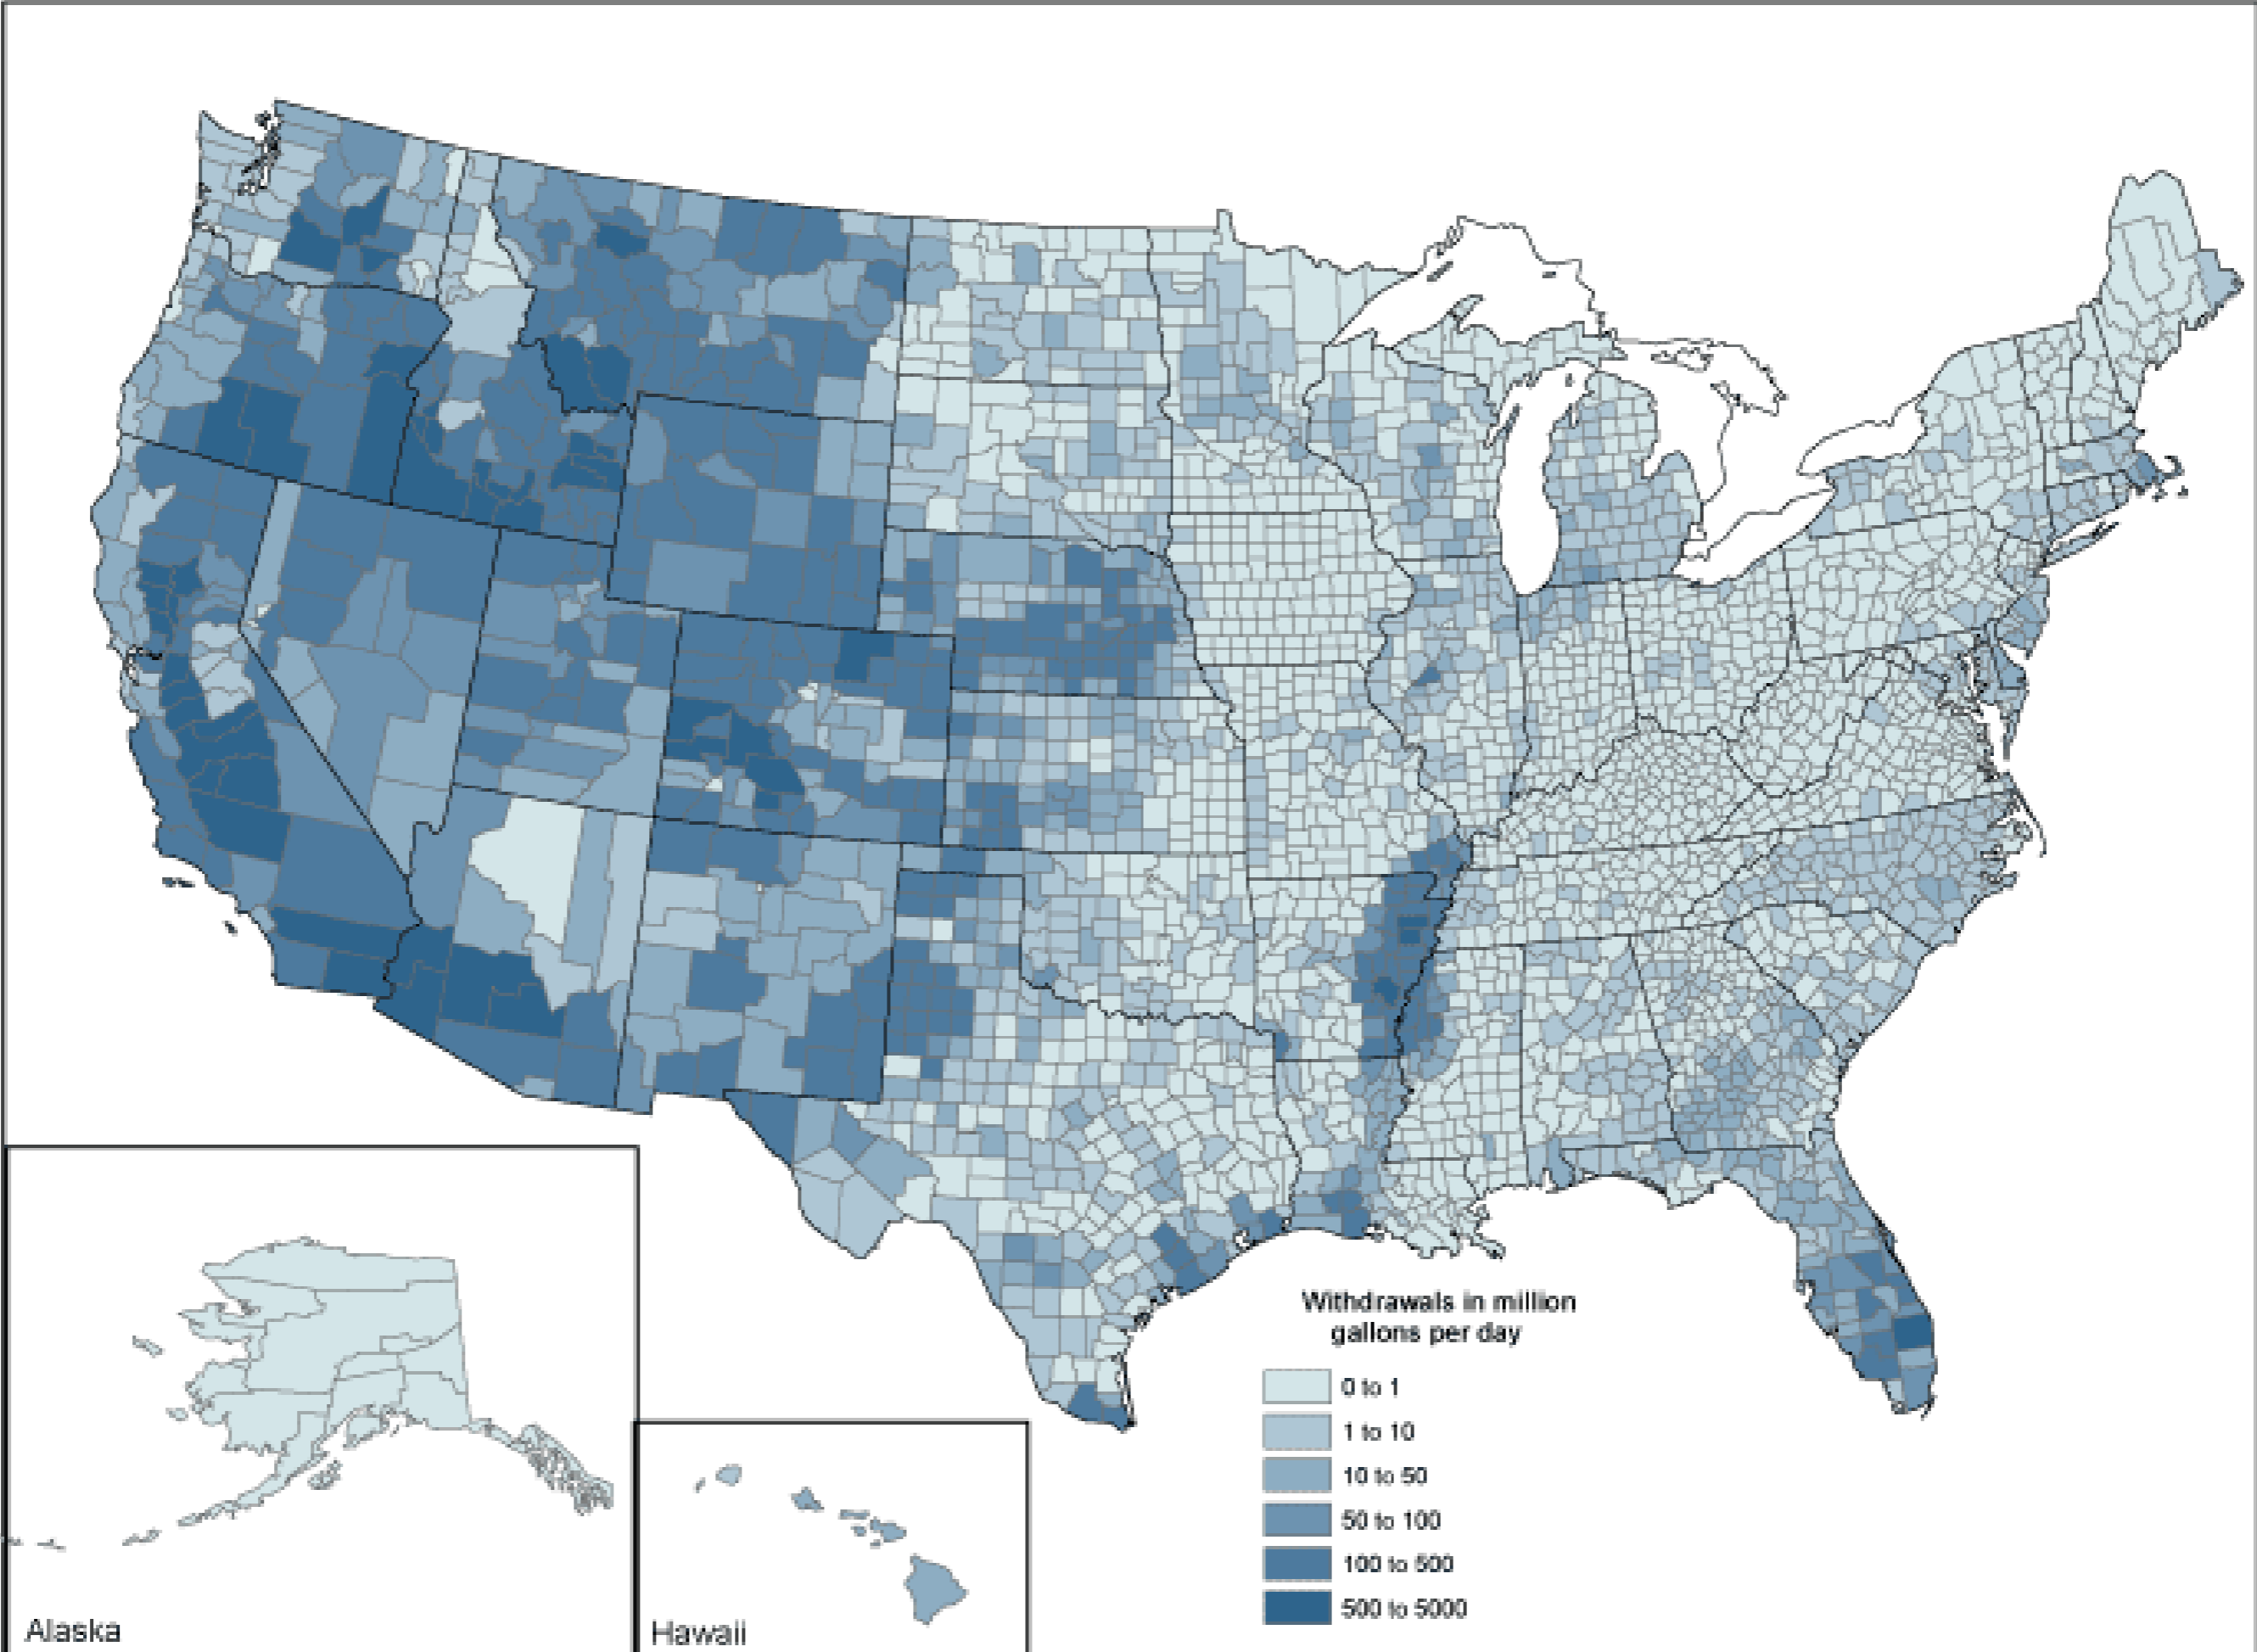 Withdrawals in million
gallons per day
0 to 1
1 to 10
10 to 50
50 to 100
100 to 500
500 to 5000
Alaska
Hawaii